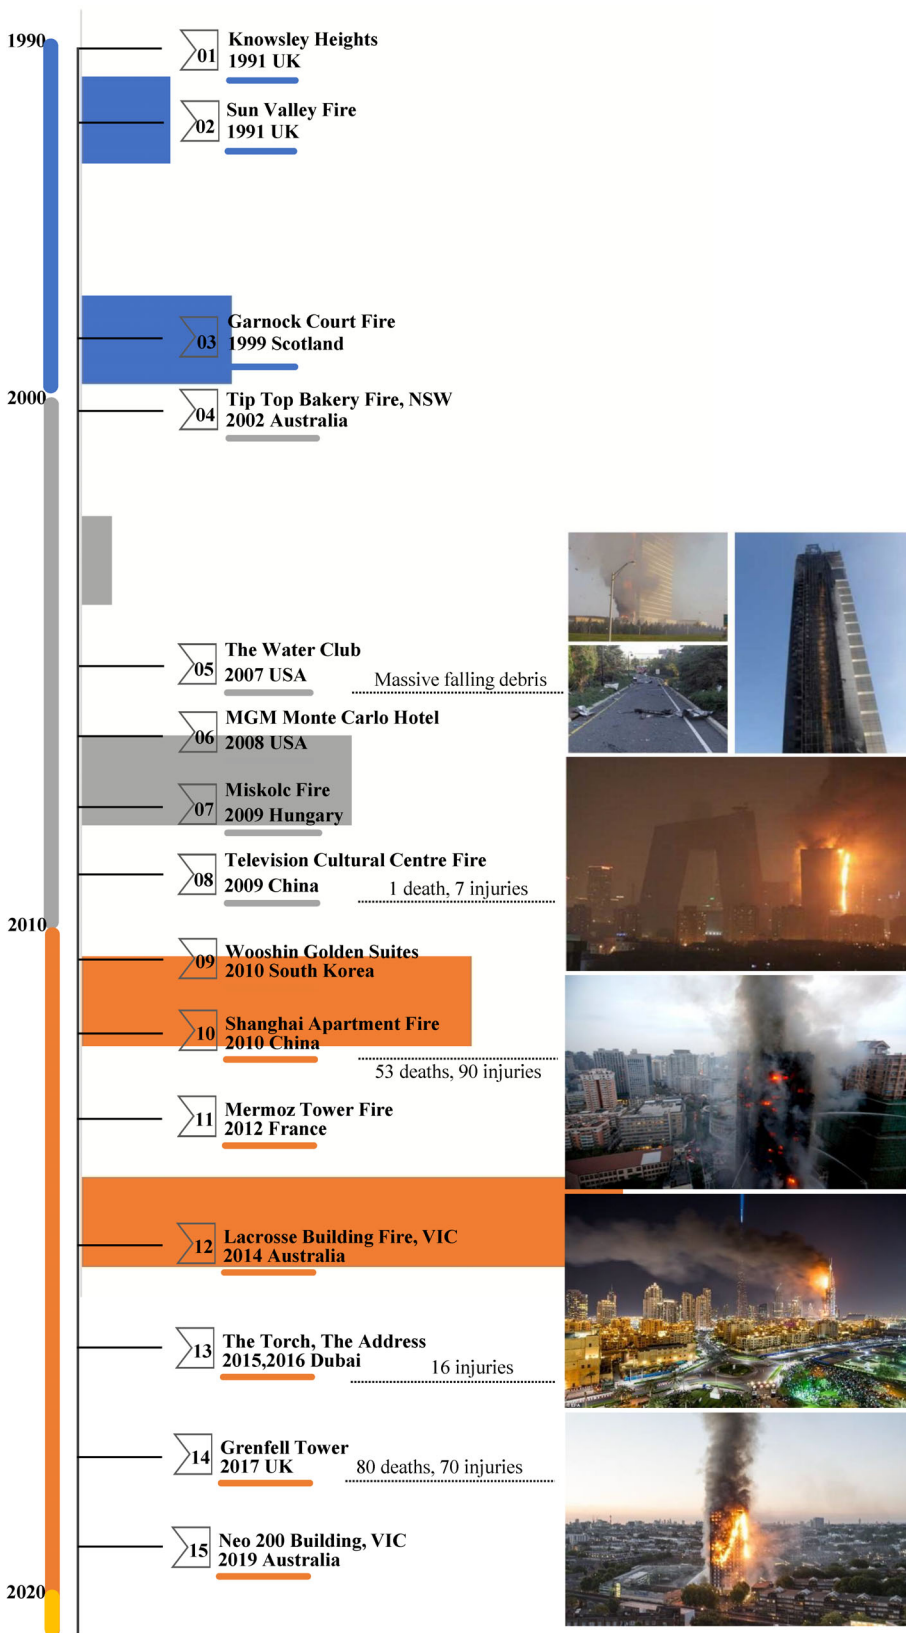 1990
01
Knowsley Heights
1991 UK
02
Sun Valley Fire
1991 UK
03
Garnock Court Fire
1999 Scotland
2000
04
Tip Top Bakery Fire, NSW
2002 Australia
05
The Water Club
2007 USA
Massive falling debris
06
MGM Monte Carlo Hotel
2008 USA
07
Miskolc Fire
2009 Hungary
08
Television Cultural Centre Fire
2009 China
1 death, 7 injuries
2010
09
Wooshin Golden Suites
2010 South Korea
10
Shanghai Apartment Fire
2010 China
53 deaths, 90 injuries
11
Mermoz Tower Fire
2012 France
12
Lacrosse Building Fire, VIC
2014 Australia
13
The Torch, The Address
2015,2016 Dubai
16 injuries
14
Grenfell Tower
2017 UK
80 deaths, 70 injuries
15
Neo 200 Building, VIC
2019 Australia
2020